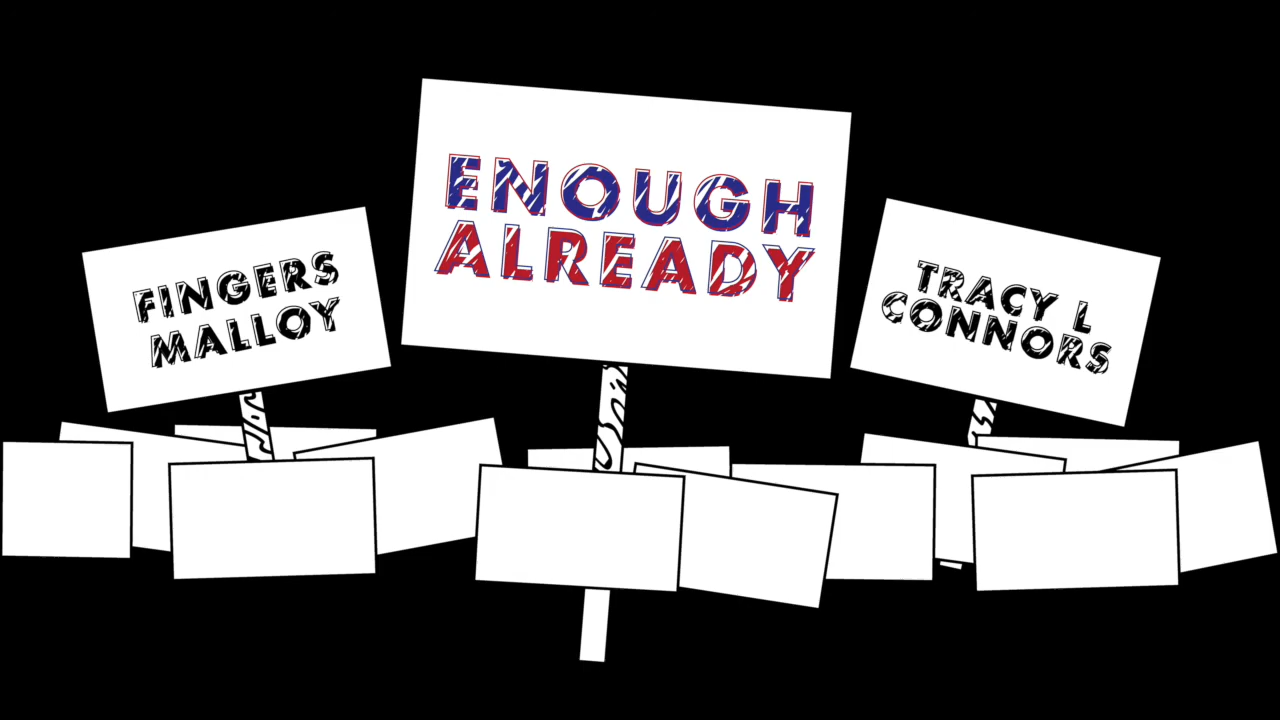 ENOUGH
ALREADY
FINGERS
MALLOY
TRACY L
CONNORS